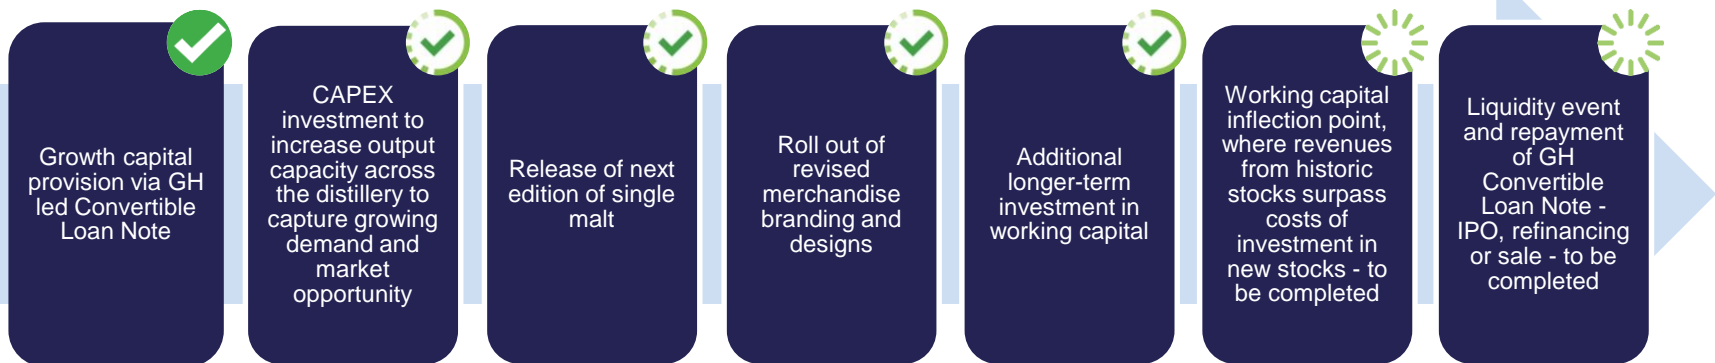 Growth capital
provision via GH
led Convertible
Loan Note
CAPEX
investment to
increase output
capacity across
the distillery to
capture growing
demand and
market
opportunity
Release of next
edition of single
malt
Roll out of
revised
merchandise
branding and
designs
Additional
longer-term
investment in
working capital
Working capital
inflection point,
where revenues
from historic
stocks surpass
costs of
investment in
new stocks - to
be completed
Liquidity event
and repayment
of GH
Convertible
Loan Note -
IPO, refinancing
or sale - to be
completed